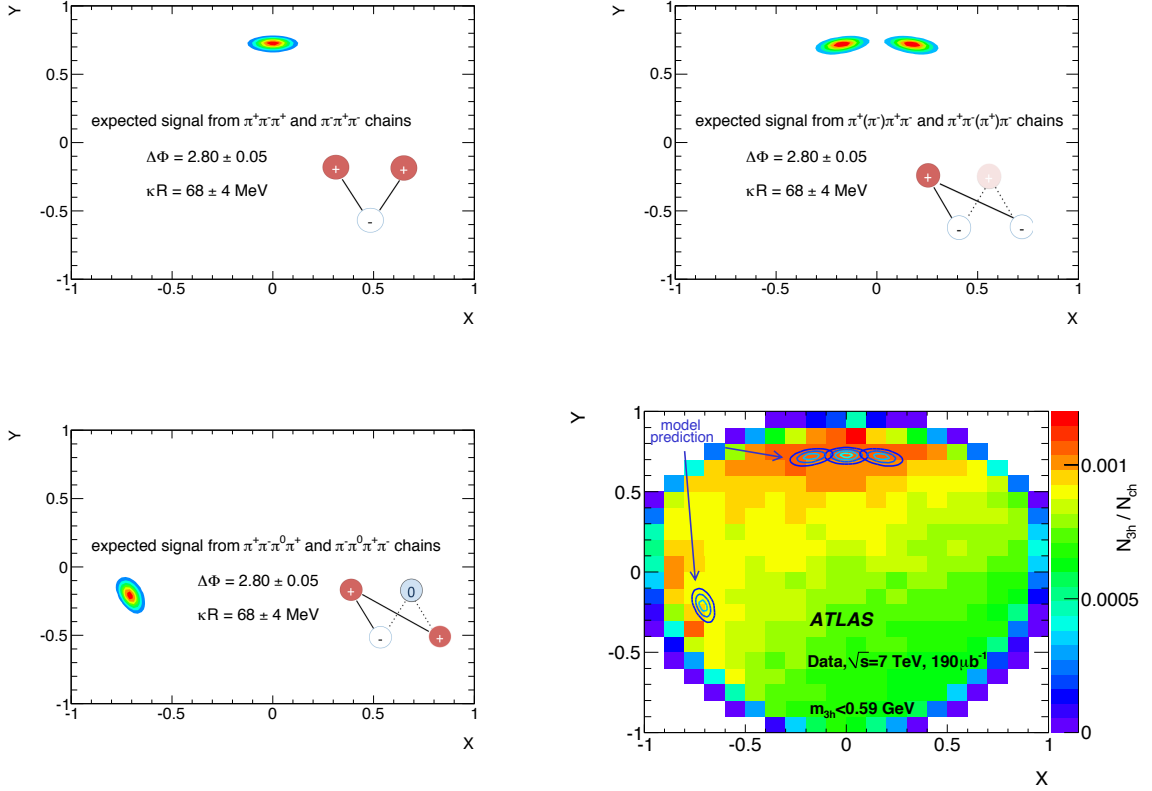 Y
1
0.5
0
-0.5
-1
-1
-0.5
0
0.5
1
X
expected signal from π⁺π⁻π⁺ and π⁻π⁺π⁻ chains
ΔΦ = 2.80 ± 0.05
κR = 68 ± 4 MeV
+
+
-
Y
1
0.5
0
-0.5
-1
-1
-0.5
0
0.5
1
X
expected signal from π⁺(π⁻)π⁺π⁻ and π⁺π⁻(π⁺)π⁻ chains
ΔΦ = 2.80 ± 0.05
κR = 68 ± 4 MeV
+
+
-
-
Y
1
0.5
0
-0.5
-1
-1
-0.5
0
0.5
1
X
expected signal from π⁺π⁻π⁰π⁺ and π⁻π⁰π⁺π⁻ chains
ΔΦ = 2.80 ± 0.05
κR = 68 ± 4 MeV
+
0
-
+
Y
1
0.5
0
-0.5
-1
-1
-0.5
0
0.5
1
X
model
prediction
ATLAS
Data, √s=7 TeV, 190μb⁻¹
m₃ₕ<0.59 GeV
0.001
0.0005
0
N₃ₕ / N_ch